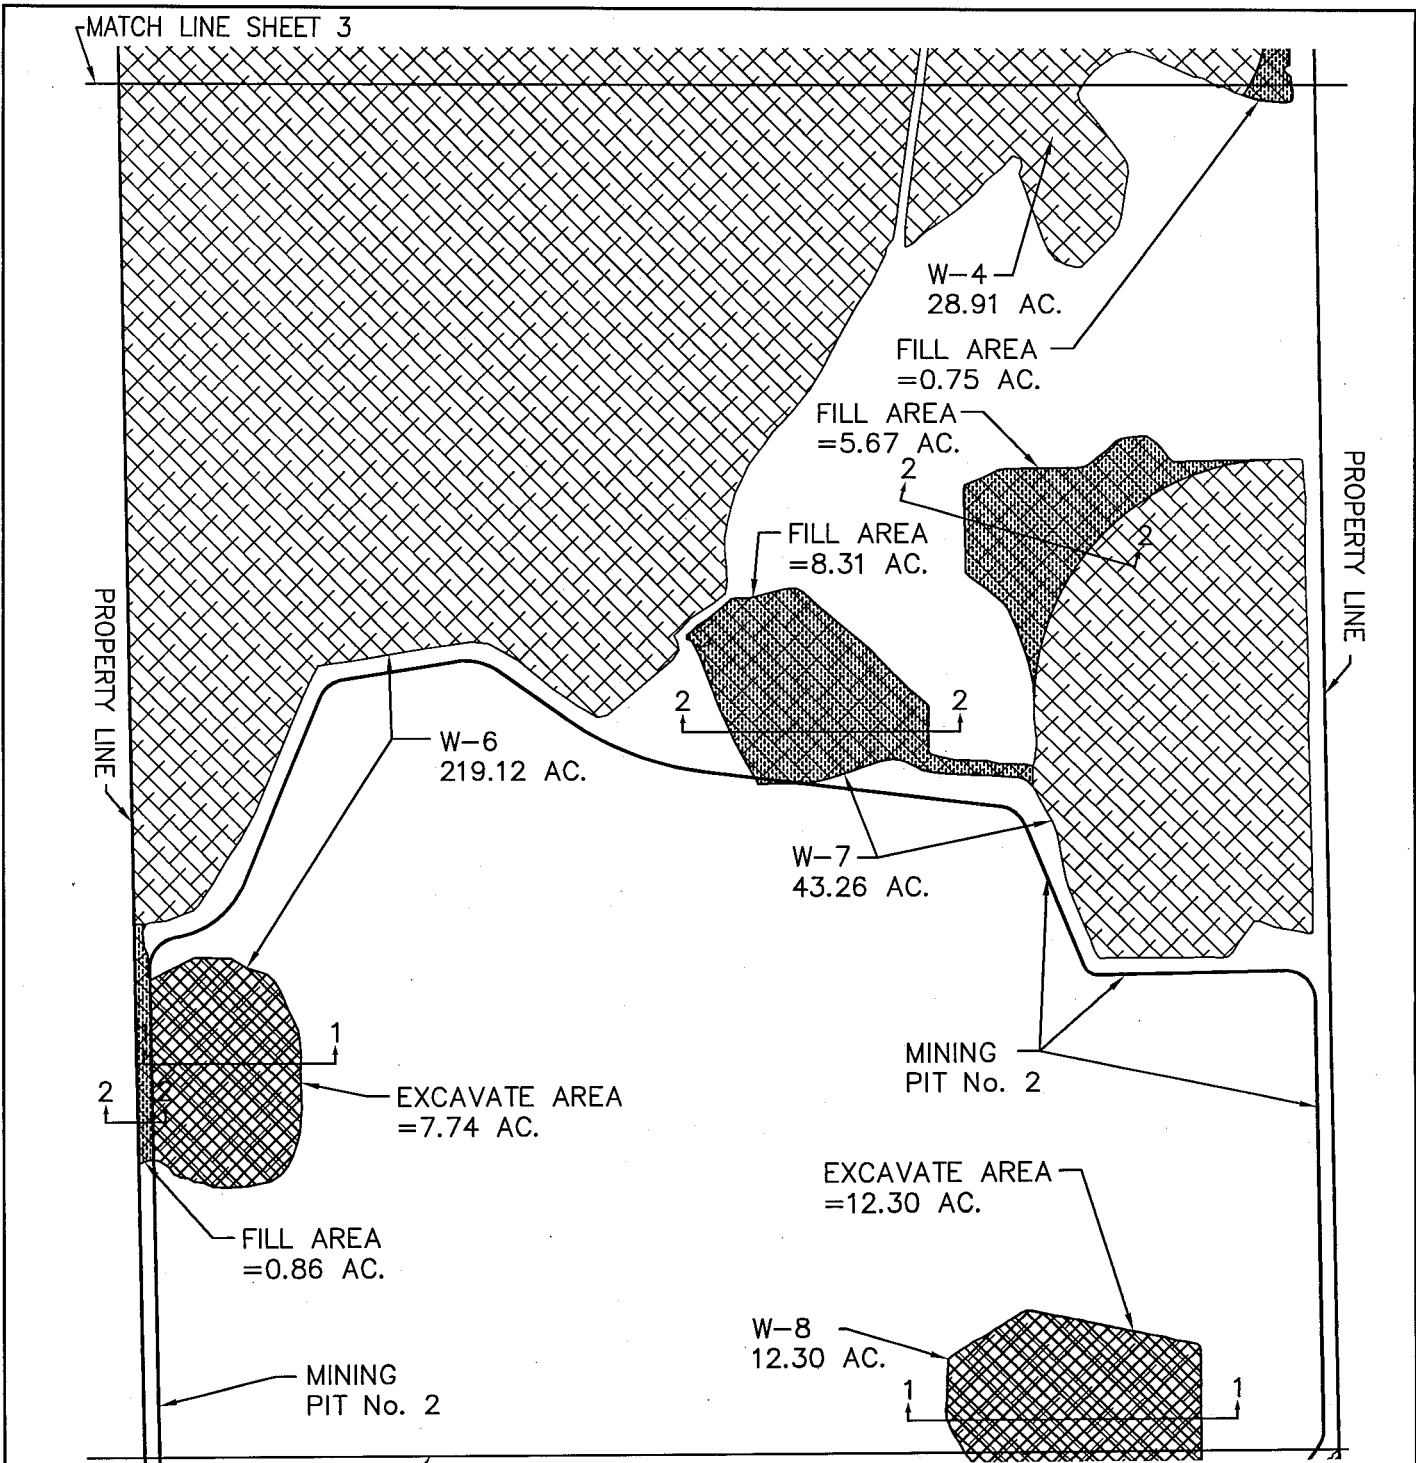 MATCH LINE SHEET 3
W-4
28.91 AC.
FILL AREA
=0.75 AC.
FILL AREA
=5.67 AC.
2
2
PROPERTY LINE
FILL AREA
=8.31 AC.
PROPERTY LINE
2
2
W-6
219.12 AC.
W-7
43.26 AC.
1
MINING
PIT No. 2
2
2
EXCAVATE AREA
=7.74 AC.
EXCAVATE AREA
=12.30 AC.
FILL AREA
=0.86 AC.
W-8
12.30 AC.
MINING
PIT No. 2
1
1